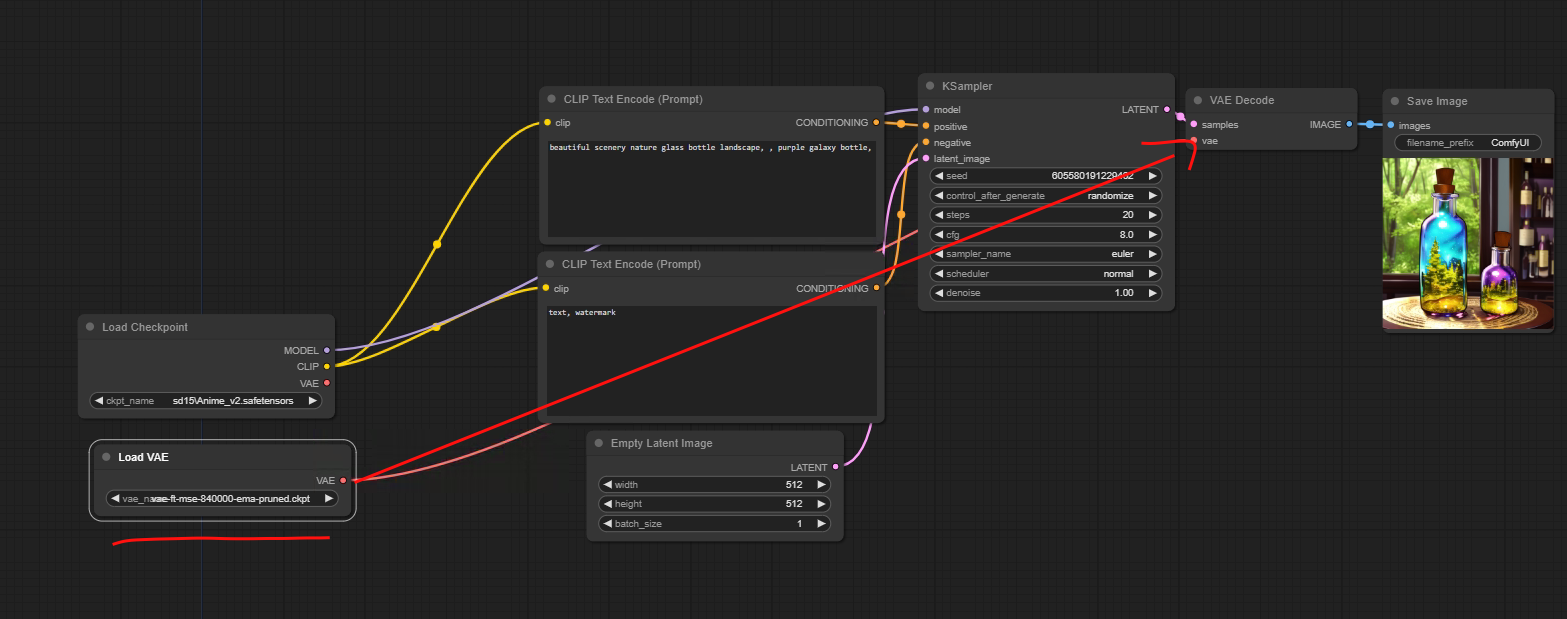 Load Checkpoint
MODEL
CLIP
VAE
ckpt_name sd15\Anime_v2.safetensors
Load VAE
VAE
vae-ft-mse-840000-ema-pruned.ckpt
CLIP Text Encode (Prompt)
clip CONDITIONING
beautiful scenery nature glass bottle landscape, , purple galaxy bottle,
CLIP Text Encode (Prompt)
clip CONDITIONING
text, watermark
Empty Latent Image
LATENT
width 512
height 512
batch_size 1
KSampler
model LATENT
positive
negative
latent_image
seed
control_after_generate randomize
steps 20
cfg 8.0
sampler_name euler
scheduler normal
denoise 1.00
VAE Decode
samples IMAGE
vae
Save Image
images
filename_prefix ComfyUI